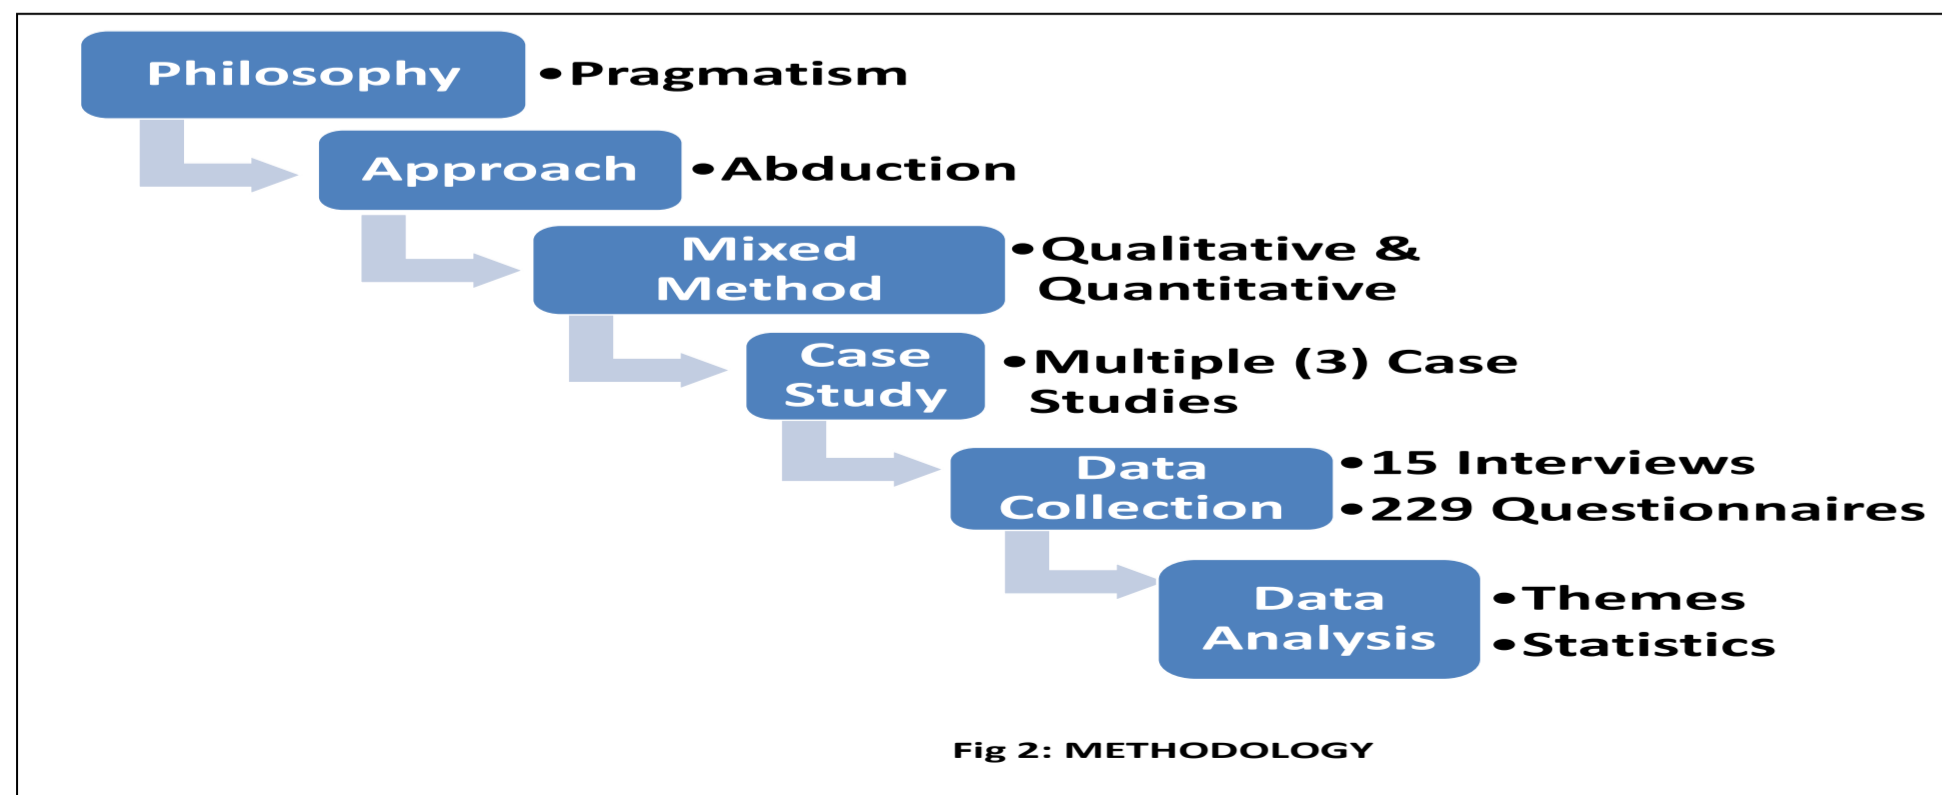 Philosophy
•Pragmatism
Approach
•Abduction
Mixed
Method
•Qualitative &
Quantitative
Case
Study
•Multiple (3) Case
Studies
Data
Collection
•15 Interviews
•229 Questionnaires
Data
Analysis
•Themes
•Statistics
Fig 2: METHODOLOGY